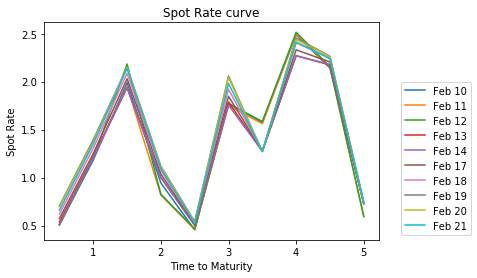 Spot Rate curve
Spot Rate
2.5
2.0
1.5
1.0
0.5
1
2
3
4
5
Time to Maturity
Feb 10
Feb 11
Feb 12
Feb 13
Feb 14
Feb 17
Feb 18
Feb 19
Feb 20
Feb 21